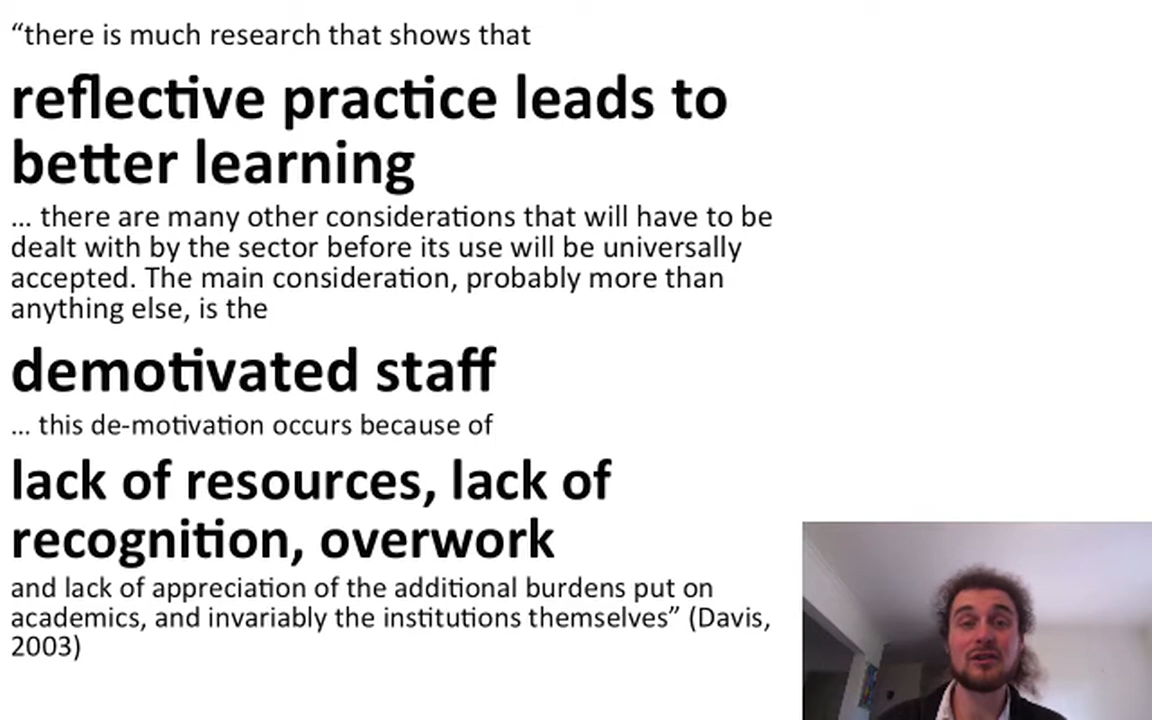 “there is much research that shows that
reflective practice leads to
better learning
... there are many other considerations that will have to be
dealt with by the sector before its use will be universally
accepted. The main consideration, probably more than
anything else, is the
demotivated staff
... this de-motivation occurs because of
lack of resources, lack of
recognition, overwork
and lack of appreciation of the additional burdens put on
academics, and invariably the institutions themselves” (Davis,
2003)